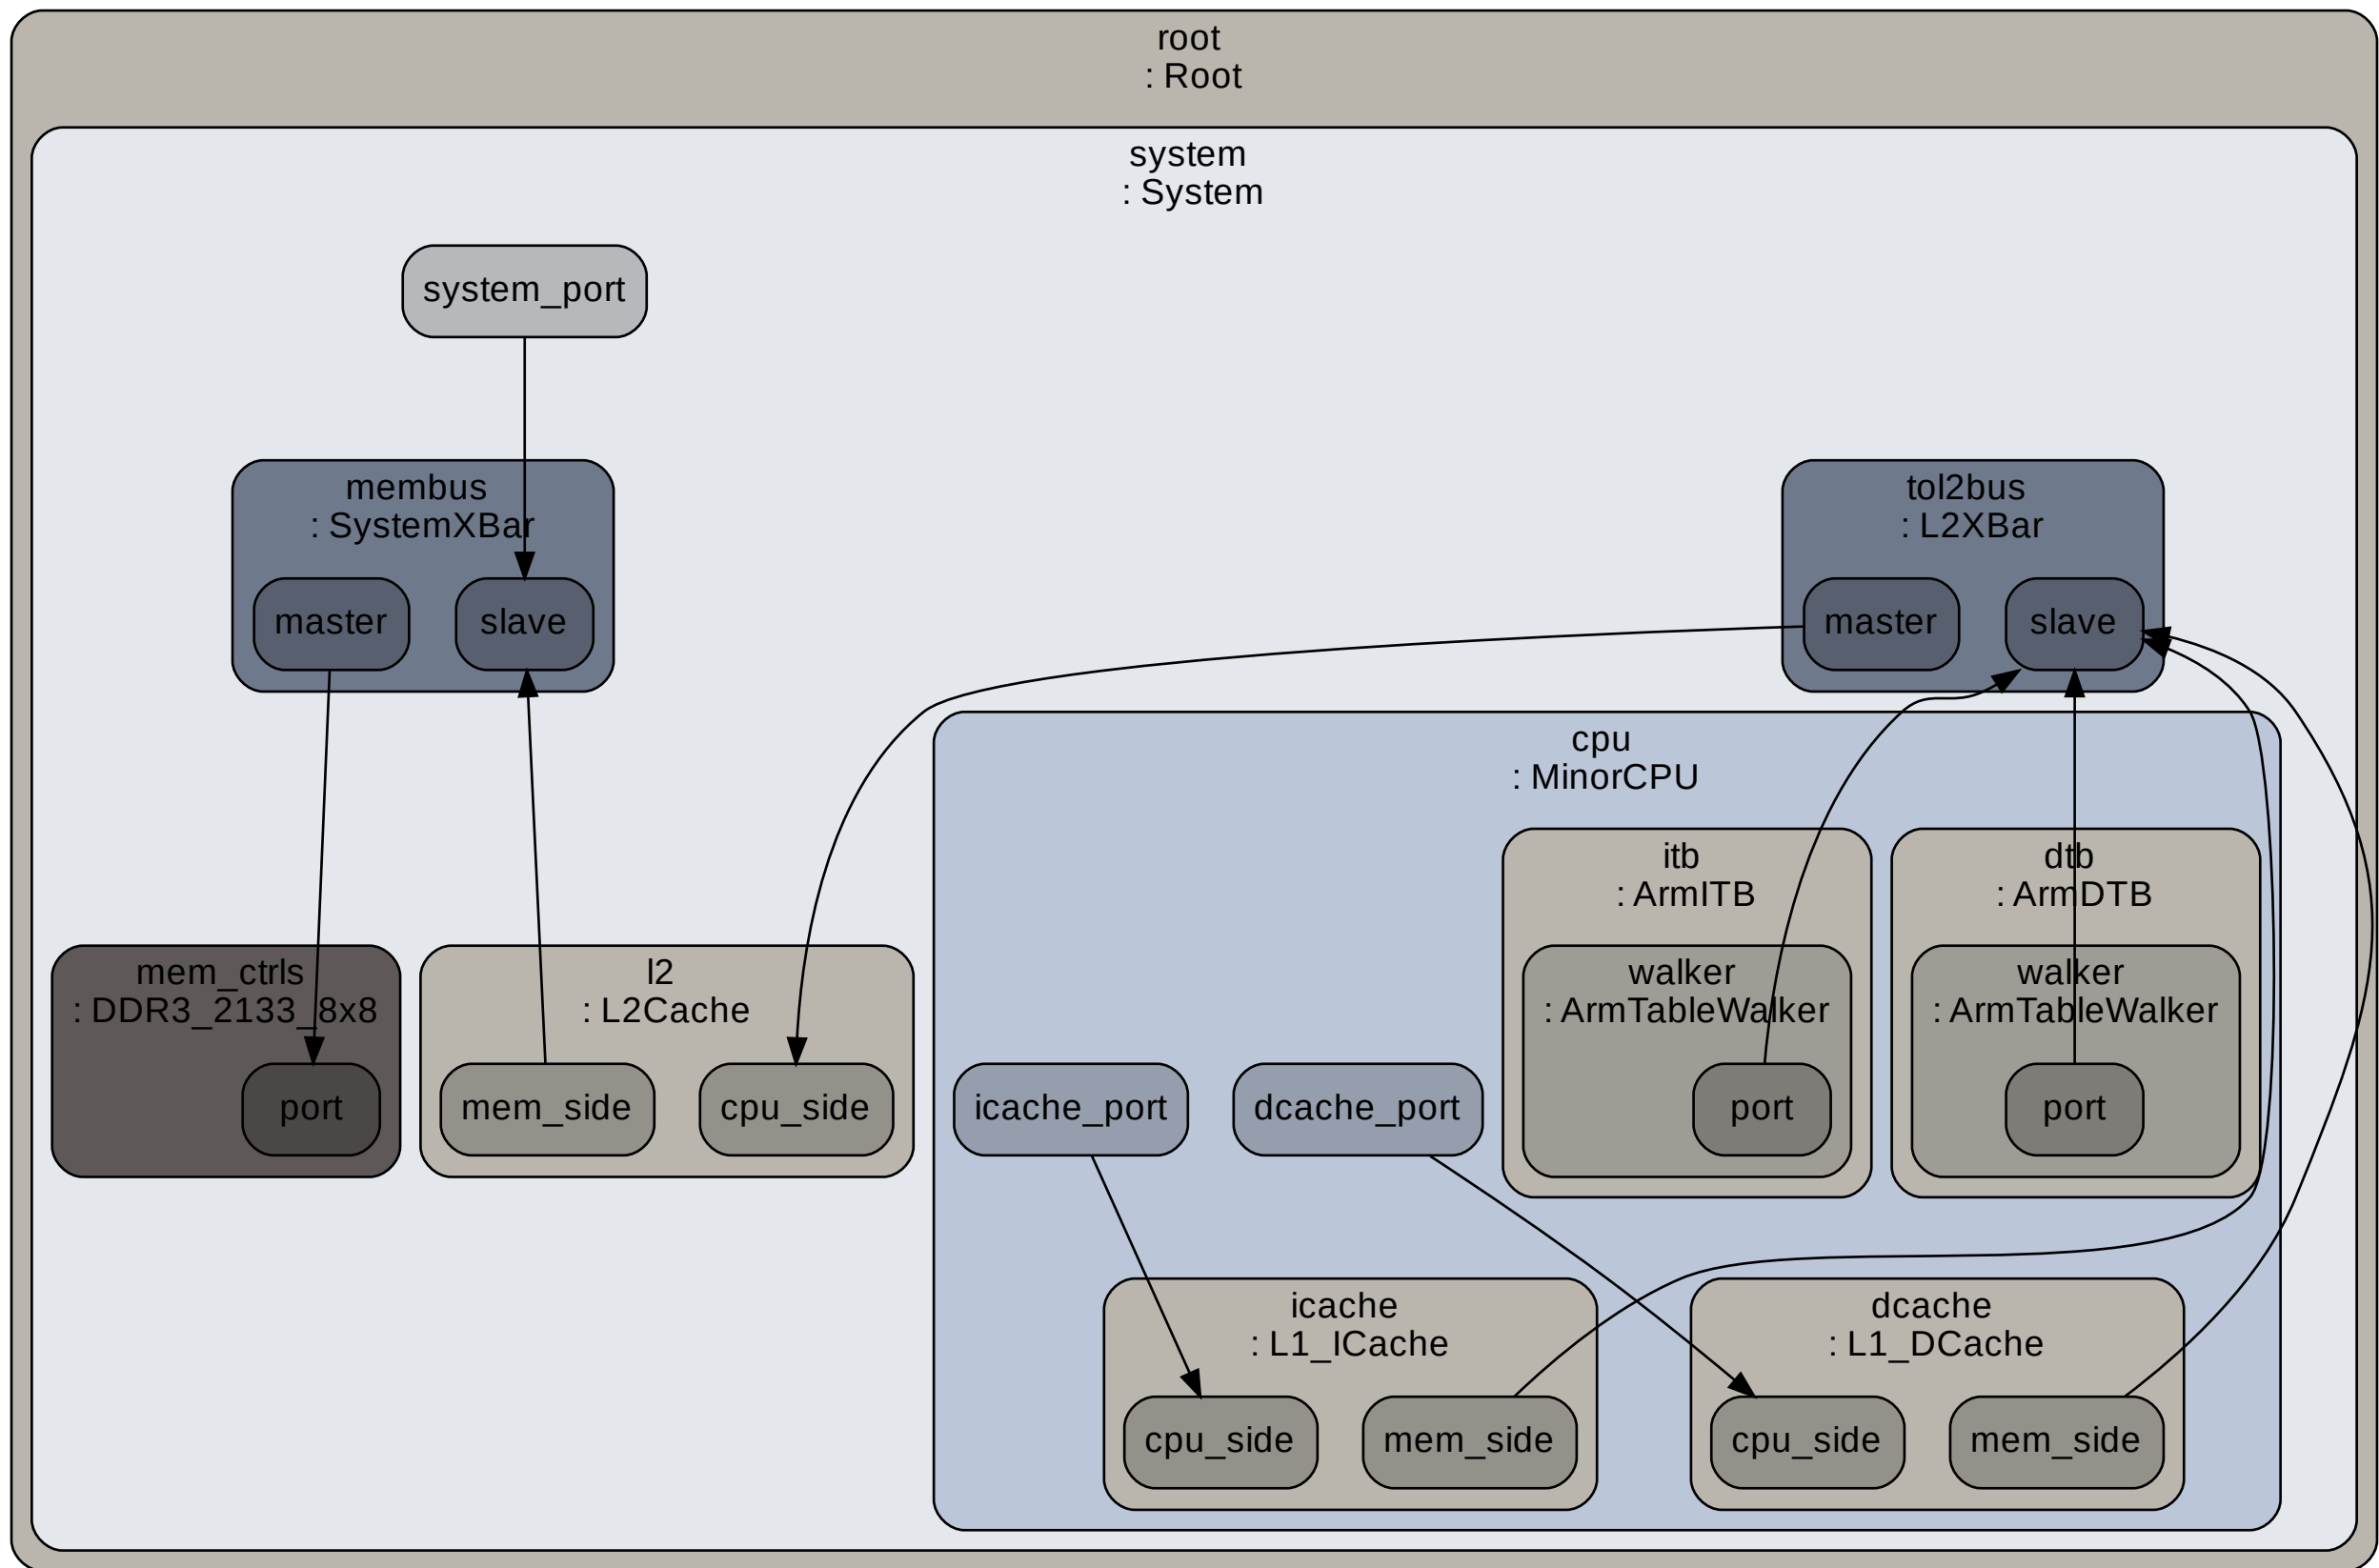 root
: Root
system
: System
system_port
membus
: SystemXBar
master
slave
tol2bus
: L2XBar
master
slave
cpu
: MinorCPU
itb
: ArmITB
dtb
: ArmDTB
mem_ctrls
: DDR3_2133_8x8
port
l2
: L2Cache
mem_side
cpu_side
walker
: ArmTableWalker
port
walker
: ArmTableWalker
port
icache_port
dcache_port
icache
: L1_ICache
cpu_side
mem_side
dcache
: L1_DCache
cpu_side
mem_side